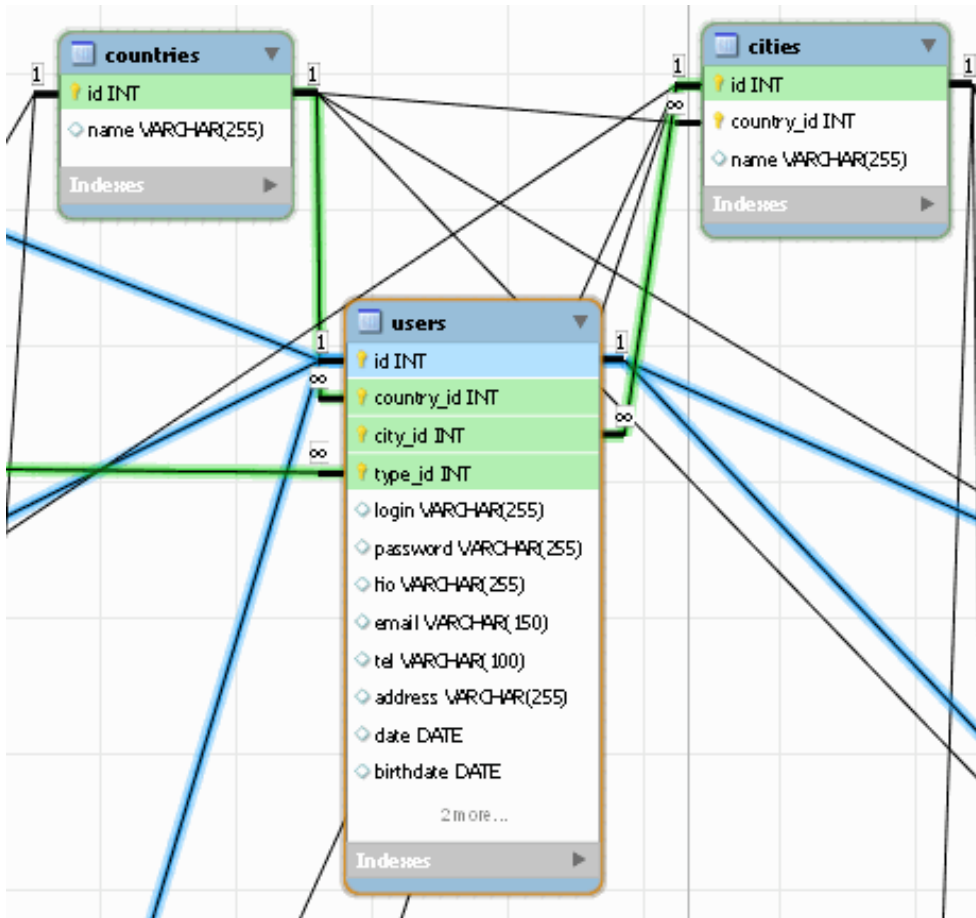 countries
1
1
id INT
name VARCHAR(255)
Indexes
cities
1
1
id INT
∞
country_id INT
name VARCHAR(255)
Indexes
users
1
1
id INT
∞
country_id INT
∞
city_id INT
∞
type_id INT
login VARCHAR(255)
password VARCHAR(255)
fio VARCHAR(255)
email VARCHAR(150)
tel VARCHAR(100)
address VARCHAR(255)
date DATE
birthdate DATE
2 more...
Indexes